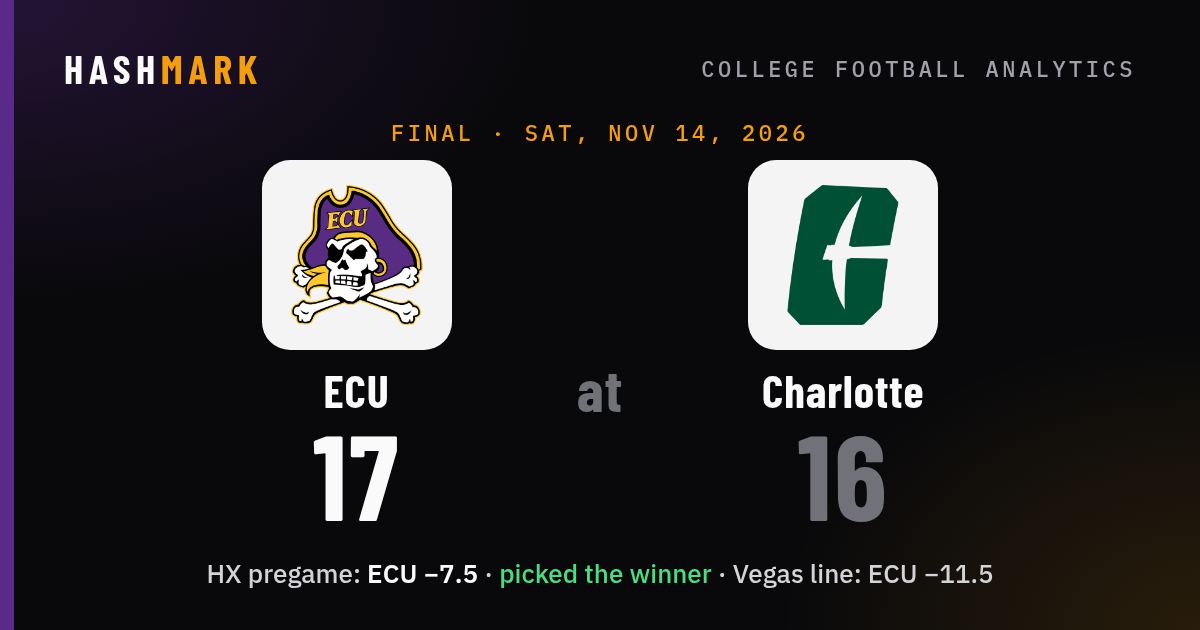 HASHMARK
COLLEGE FOOTBALL ANALYTICS
FINAL · SAT, NOV 14, 2026
ECU
ECU
at
Charlotte
17
16
HX pregame: ECU −7.5 · picked the winner · Vegas line: ECU −11.5